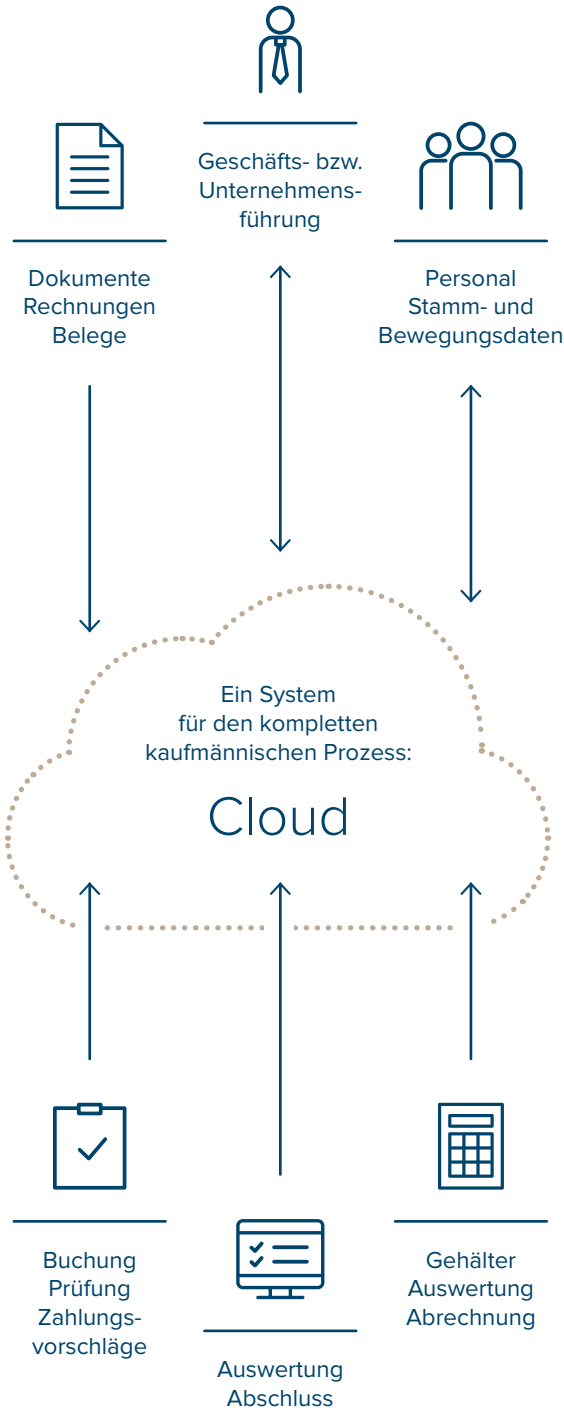 Geschäfts- bzw.
Unternehmens-
führung
Dokumente
Rechnungen
Belege
Personal
Stamm- und
Bewegungsdaten
Ein System
für den kompletten
kaufmännischen Prozess:
Cloud
Buchung
Prüfung
Zahlungs-
vorschläge
Auswertung
Abschluss
Gehälter
Auswertung
Abrechnung